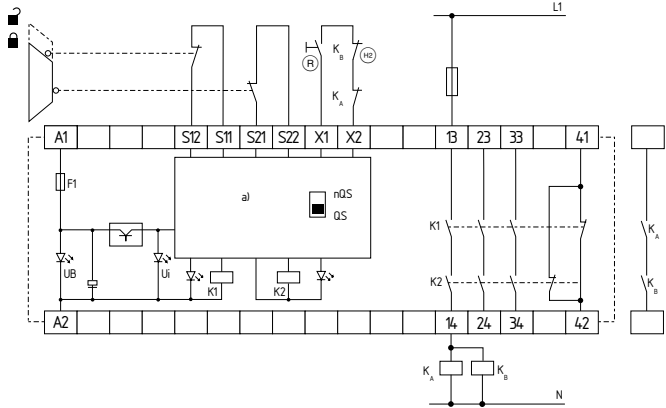 L1
K_B
H2
R
K_A
A1 S12 S11 S21 S22 X1 X2 13 23 33 41
F1
a)
nQS
QS
K1
K_A
UB
Ui
K1
K2
K2
K_B
A2 14 24 34 42
K_A
K_B
N